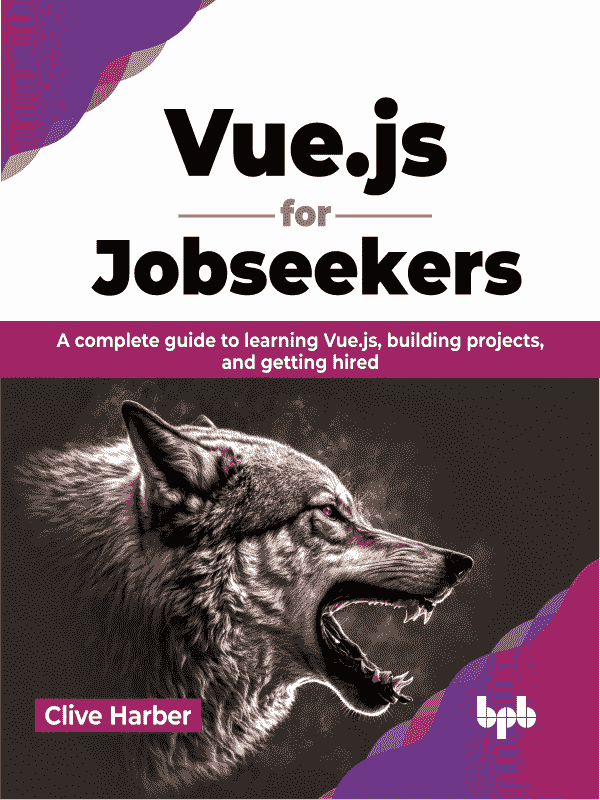 Vue.js
for
Jobseekers
A complete guide to learning Vue.js, building projects,
and getting hired
Clive Harber
bpb